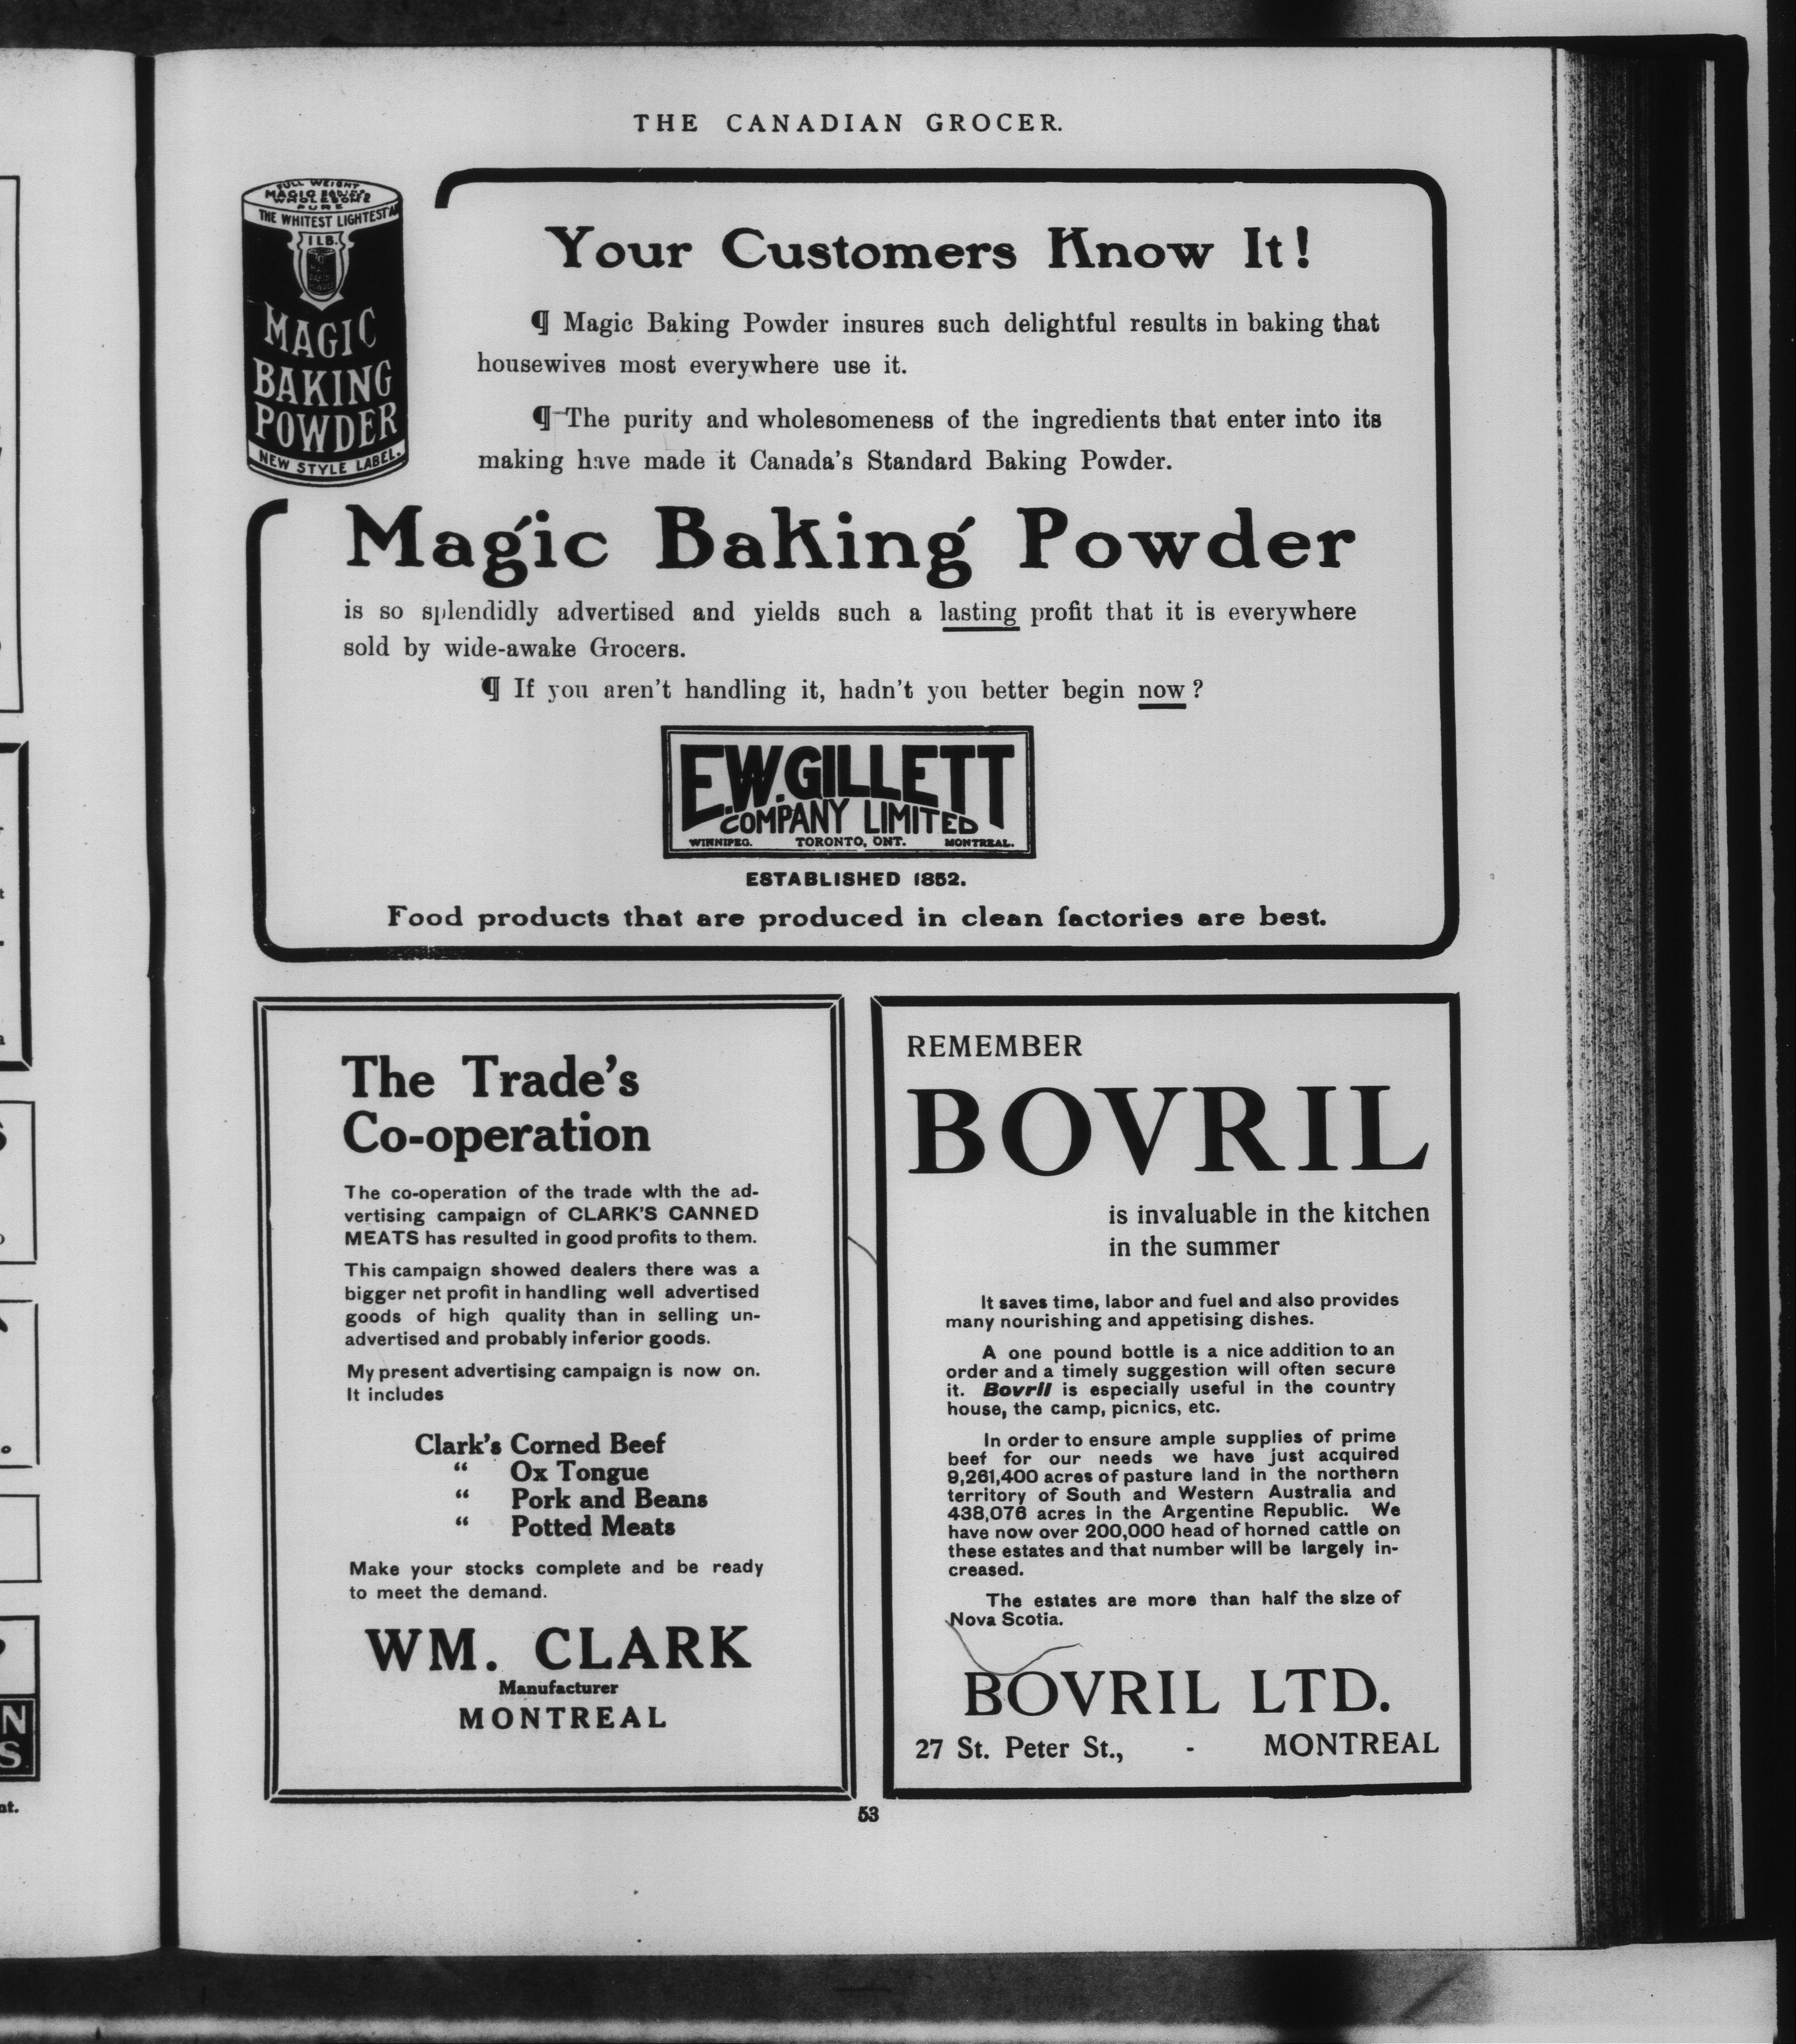 THE CANADIAN GROCER.
FULL WEIGHT
MAGIC BAKING POWDER
WHOLESOME
PURE
THE WHITEST LIGHTEST
1 LB.
MAGIC
BAKING
POWDER
NEW STYLE LABEL.
Your Customers Know It!
¶ Magic Baking Powder insures such delightful results in baking that
housewives most everywhere use it.
¶ The purity and wholesomeness of the ingredients that enter into its
making have made it Canada's Standard Baking Powder.
Magic Baking Powder
is so splendidly advertised and yields such a lasting profit that it is everywhere
sold by wide-awake Grocers.
¶ If you aren't handling it, hadn't you better begin now?
E.W. GILLETT
COMPANY LIMITED
WINNIPEG. TORONTO, ONT. MONTREAL.
ESTABLISHED 1852.
Food products that are produced in clean factories are best.
The Trade's
Co-operation
The co-operation of the trade with the ad-
vertising campaign of CLARK'S CANNED
MEATS has resulted in good profits to them.
This campaign showed dealers there was a
bigger net profit in handling well advertised
goods of high quality than in selling un-
advertised and probably inferior goods.
My present advertising campaign is now on.
It includes
Clark's Corned Beef
" Ox Tongue
" Pork and Beans
" Potted Meats
Make your stocks complete and be ready
to meet the demand.
WM. CLARK
Manufacturer
MONTREAL
REMEMBER
BOVRIL
is invaluable in the kitchen
in the summer
It saves time, labor and fuel and also provides
many nourishing and appetising dishes.
A one pound bottle is a nice addition to an
order and a timely suggestion will often secure
it. Bovril is especially useful in the country
house, the camp, picnics, etc.
In order to ensure ample supplies of prime
beef for our needs we have just acquired
9,261,400 acres of pasture land in the northern
territory of South and Western Australia and
438,076 acres in the Argentine Republic. We
have now over 200,000 head of horned cattle on
these estates and that number will be largely in-
creased.
The estates are more than half the size of
Nova Scotia.
BOVRIL LTD.
27 St. Peter St., - MONTREAL
53